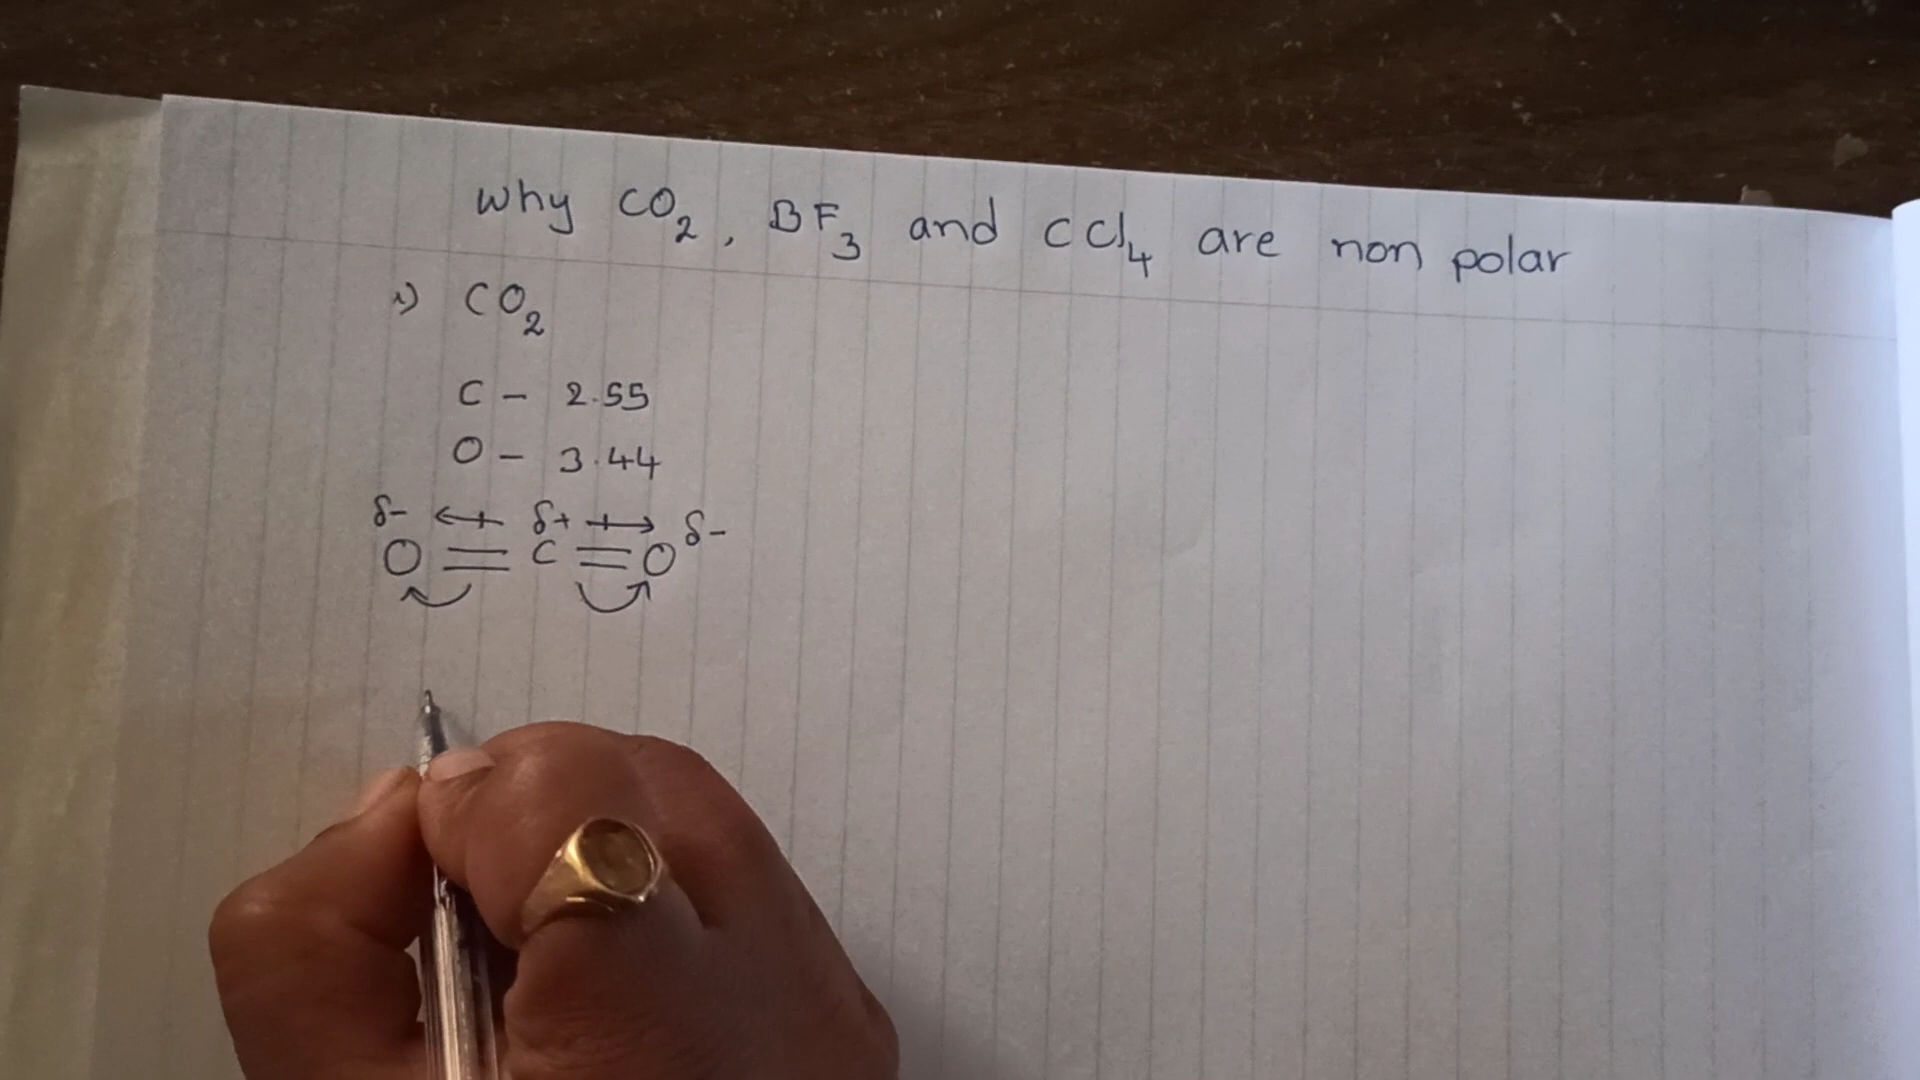 why CO₂, BF₃ and CCl₄ are non polar
1) CO₂
C – 2.55
O – 3.44
δ- ← δ+ → δ-
O = C = O